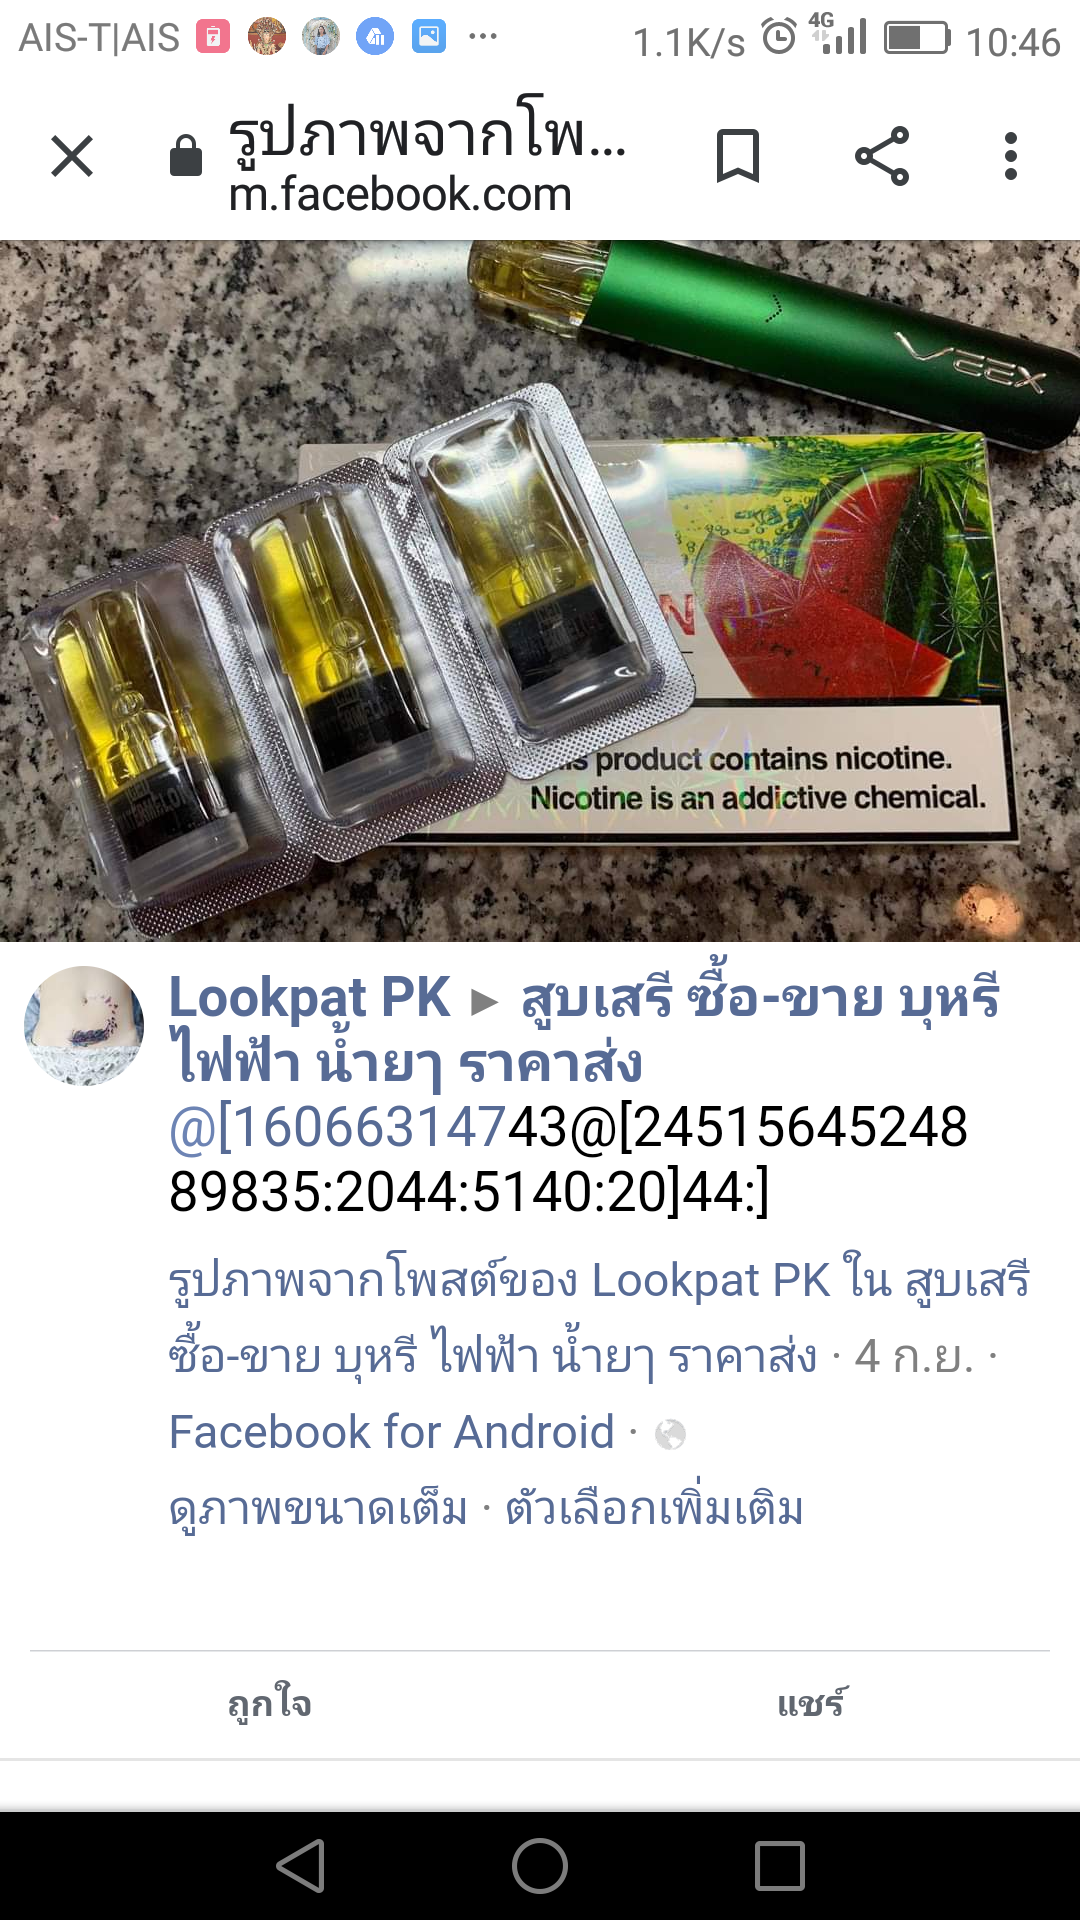 AIS-T|AIS
1.1K/s 4G 10:46
รูปภาพจากโพ...
m.facebook.com
VEEX
N
product contains nicotine.
Nicotine is an addictive chemical.
Lookpat PK ▸ สูบเสรี ซื้อ-ขาย บุหรี่
ไฟฟ้า น้ำยาๅ ราคาส่ง
@[16066314743@[24515645248
89835:2044:5140:20]44:]
รูปภาพจากโพสต์ของ Lookpat PK ใน สูบเสรี
ซื้อ-ขาย บุหรี่ ไฟฟ้า น้ำยาๅ ราคาส่ง · 4 ก.ย. ·
Facebook for Android ·
ดูภาพขนาดเต็ม · ตัวเลือกเพิ่มเติม
ถูกใจ แชร์